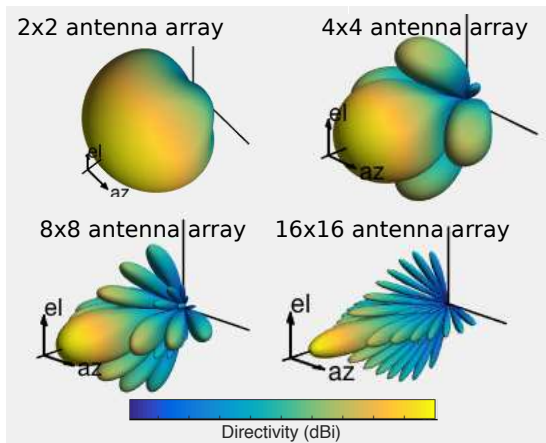 2x2 antenna array
4x4 antenna array
el
az
el
az
8x8 antenna array
16x16 antenna array
el
az
el
az
Directivity (dBi)